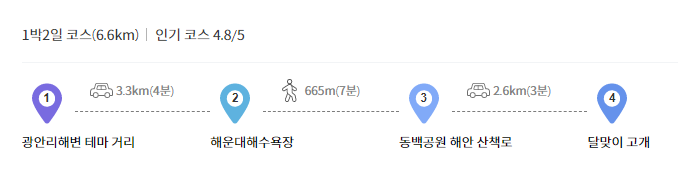 1박2일 코스(6.6km) | 인기 코스 4.8/5
1 3.3km(4분) 2 665m(7분) 3 2.6km(3분) 4
광안리해변 테마 거리 해운대해수욕장 동백공원 해안 산책로 달맞이 고개